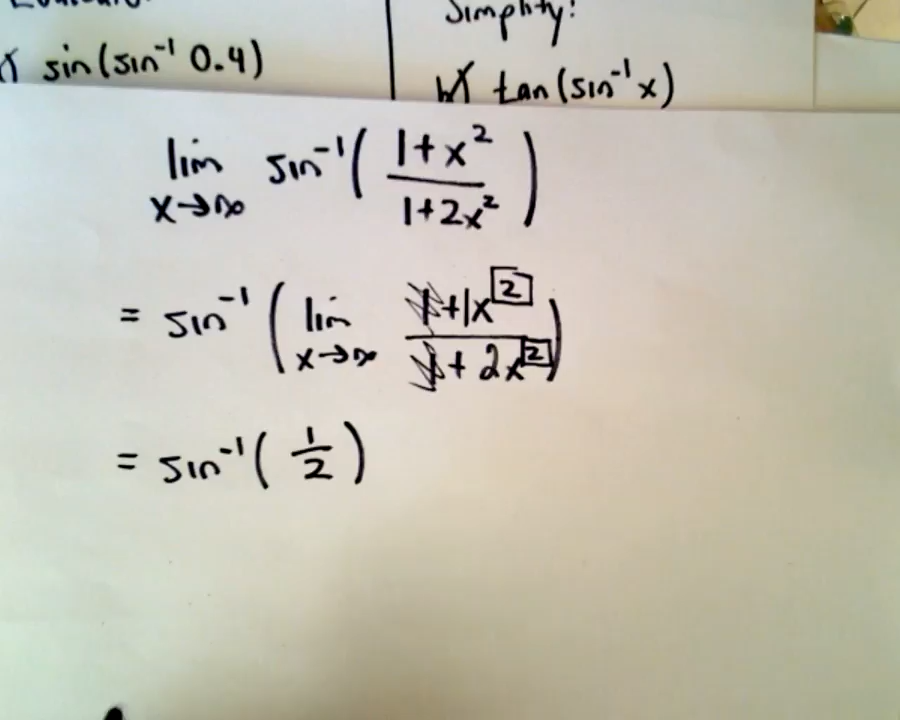 Simplify:
sin(sin⁻¹ 0.4)
tan(sin⁻¹ x)
lim x→∞ sin⁻¹( (1+x²)/(1+2x²) )
= sin⁻¹( lim x→∞ (1+1x²)/(1+2x²) )
= sin⁻¹( 1/2 )